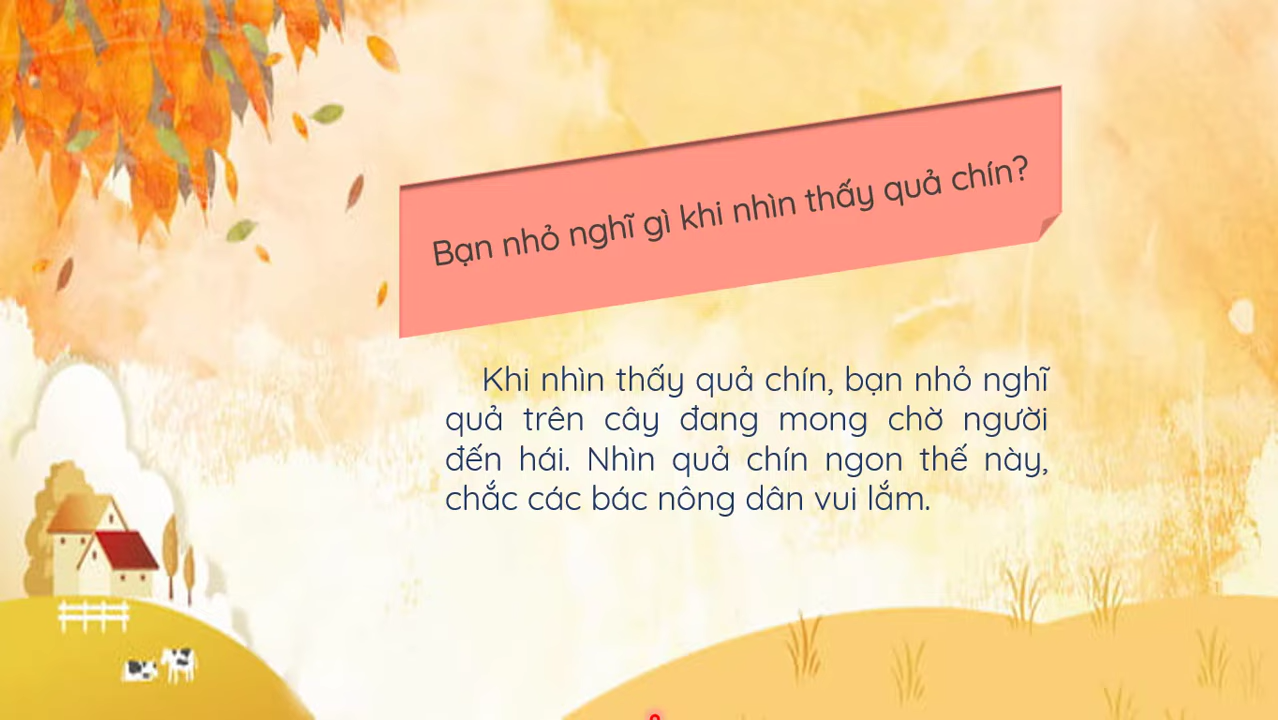 Bạn nhỏ nghĩ gì khi nhìn thấy quả chín?
Khi nhìn thấy quả chín, bạn nhỏ nghĩ
quả trên cây đang mong chờ người
đến hái. Nhìn quả chín ngon thế này,
chắc các bác nông dân vui lắm.